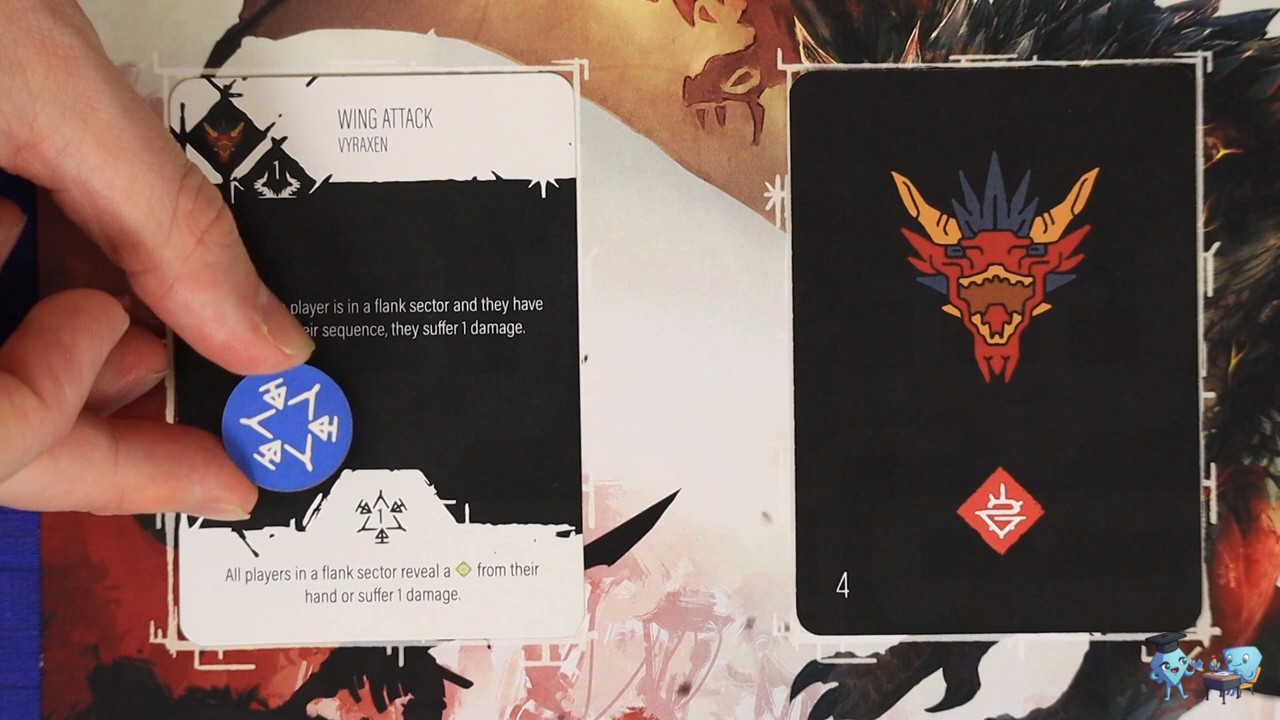 WING ATTACK
VYRAXEN
1
player is in a flank sector and they have
sequence, they suffer 1 damage.
1
All players in a flank sector reveal a from their
hand or suffer 1 damage.
4